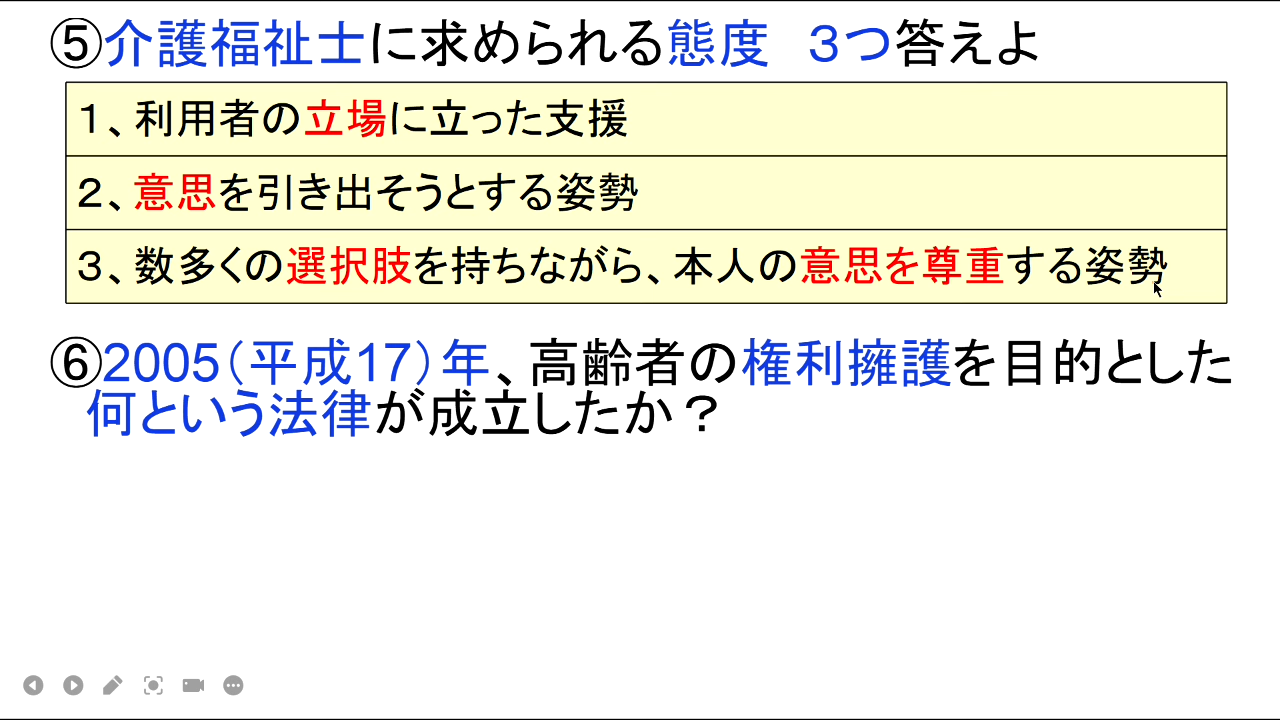 ⑤介護福祉士に求められる態度　３つ答えよ
１、利用者の立場に立った支援
２、意思を引き出そうとする姿勢
３、数多くの選択肢を持ちながら、本人の意思を尊重する姿勢
⑥2005（平成17）年、高齢者の権利擁護を目的とした
何という法律が成立したか？